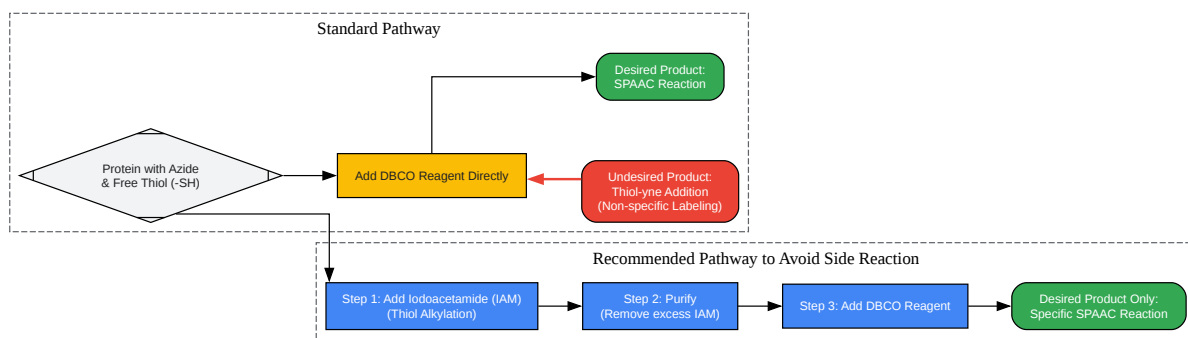 Standard Pathway
Desired Product:
SPAAC Reaction
Protein with Azide
& Free Thiol (-SH)
Add DBCO Reagent Directly
Undesired Product:
Thiol-yne Addition
(Non-specific Labeling)
Recommended Pathway to Avoid Side Reaction
Step 1: Add Iodoacetamide (IAM)
(Thiol Alkylation)
Step 2: Purify
(Remove excess IAM)
Step 3: Add DBCO Reagent
Desired Product Only:
Specific SPAAC Reaction